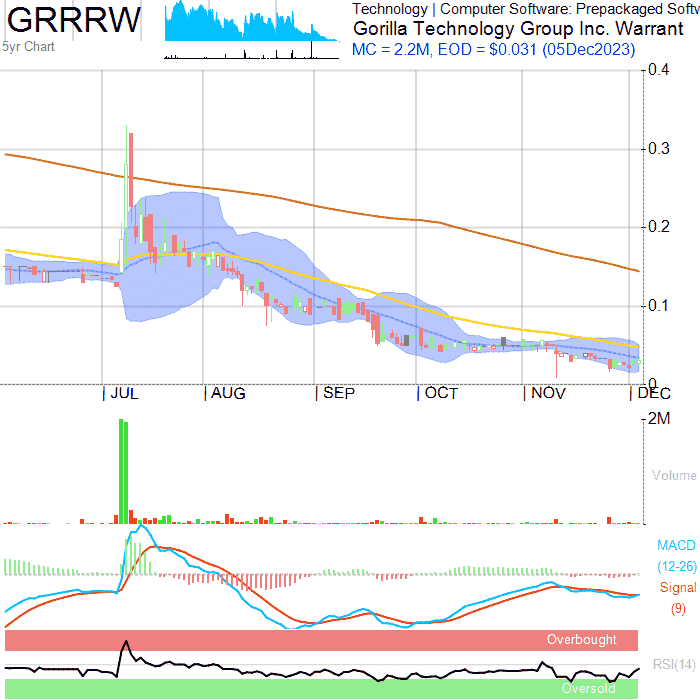 GRRRW
5yr Chart
Technology | Computer Software: Prepackaged Softw
Gorilla Technology Group Inc. Warrant
MC = 2.2M, EOD = $0.031 (05Dec2023)
0.4
0.3
0.2
0.1
0
JUL AUG SEP OCT NOV DEC
2M
Volume
MACD
(12-26)
Signal
(9)
Overbought
RSI(14)
Oversold